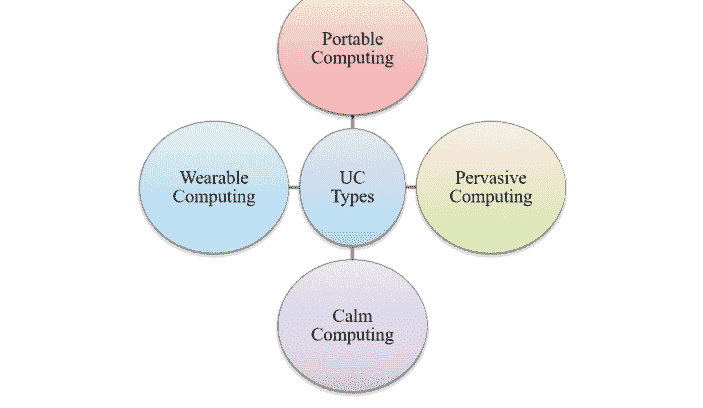 Portable
Computing
Wearable
Computing
UC
Types
Pervasive
Computing
Calm
Computing